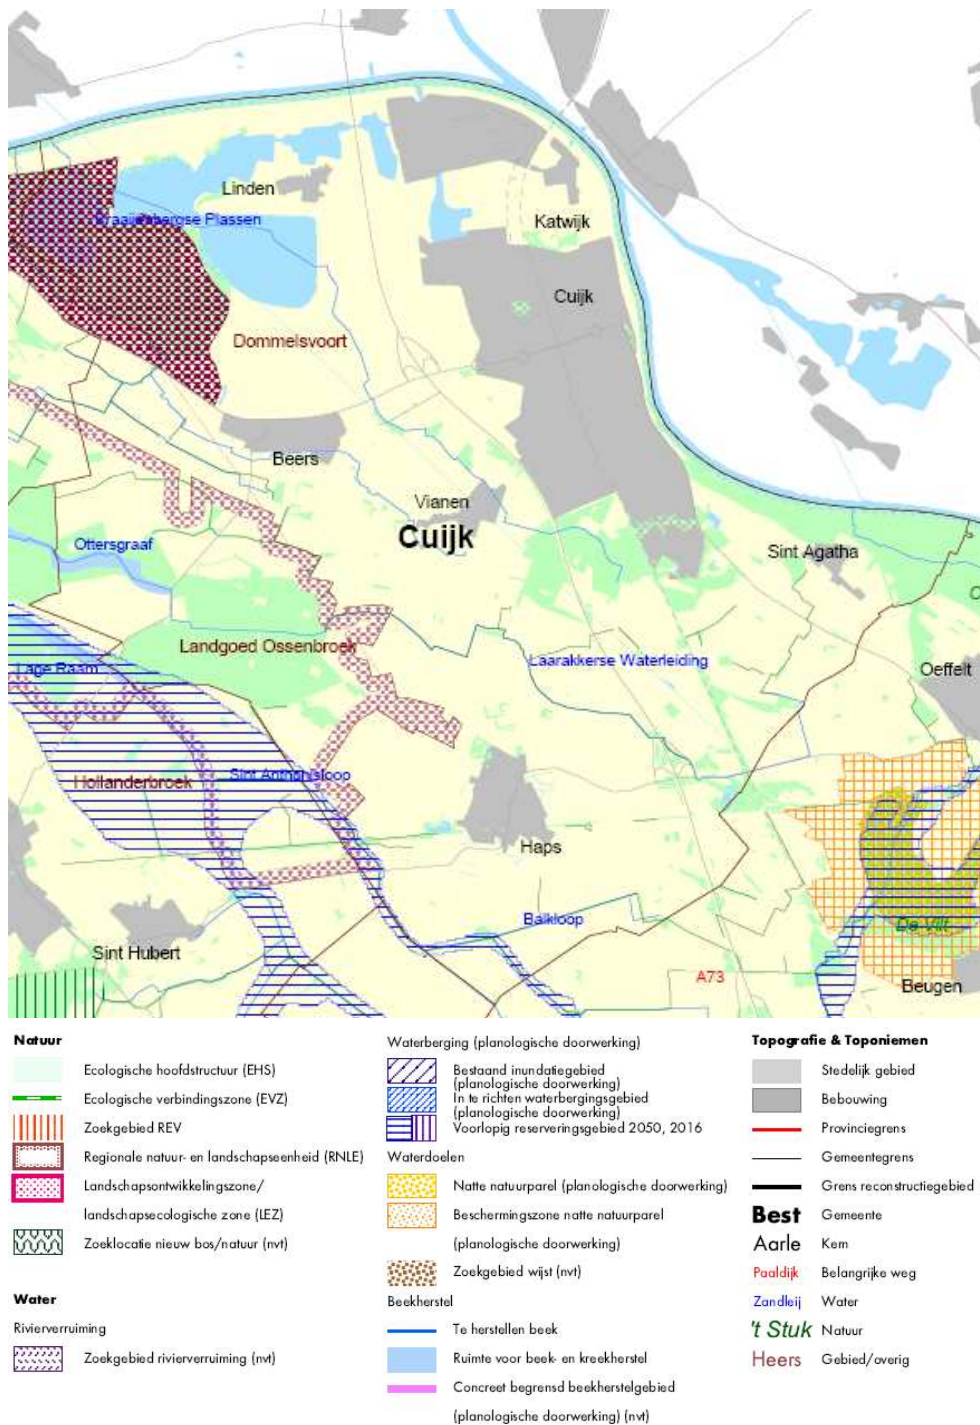 Linden
Kraaijenbergse Plassen
Katwijk
Cuijk
Dommelsvoort
Beers
Vianen
Cuijk
Ottersgraaf
Sint Agatha
Landgoed Ossenbroek
Laarakkerse Waterleiding
Lage Raam
Oeffelt
Hollanderbroek
Sint Anthonisloop
Haps
Balkloop
De Vilt
Sint Hubert
A73
Beugen
Natuur
Ecologische hoofdstructuur (EHS)
Ecologische verbindingszone (EVZ)
Zoekgebied REV
Regionale natuur- en landschapseenheid (RNLE)
Landschapsontwikkelingszone/
landschapsecologische zone (LEZ)
Zoeklocatie nieuw bos/natuur (nvt)
Water
Rivierverruiming
Zoekgebied rivierverruiming (nvt)
Waterberging (planologische doorwerking)
Bestaand inundatiegebied
(planologische doorwerking)
In te richten waterbergingsgebied
(planologische doorwerking)
Voorlopig reserveringsgebied 2050, 2016
Waterdoelen
Natte natuurparel (planologische doorwerking)
Beschermingszone natte natuurparel
(planologische doorwerking)
Zoekgebied wijst (nvt)
Beekherstel
Te herstellen beek
Ruimte voor beek- en kreekherstel
Concreet begrensd beekherstelgebied
(planologische doorwerking) (nvt)
Topografie & Toponiemen
Stedelijk gebied
Bebouwing
Provinciegrens
Gemeentegrens
Grens reconstructiegebied
Best Gemeente
Aarle Kern
Paaldijk Belangrijke weg
Zandleij Water
't Stuk Natuur
Heers Gebied/overig